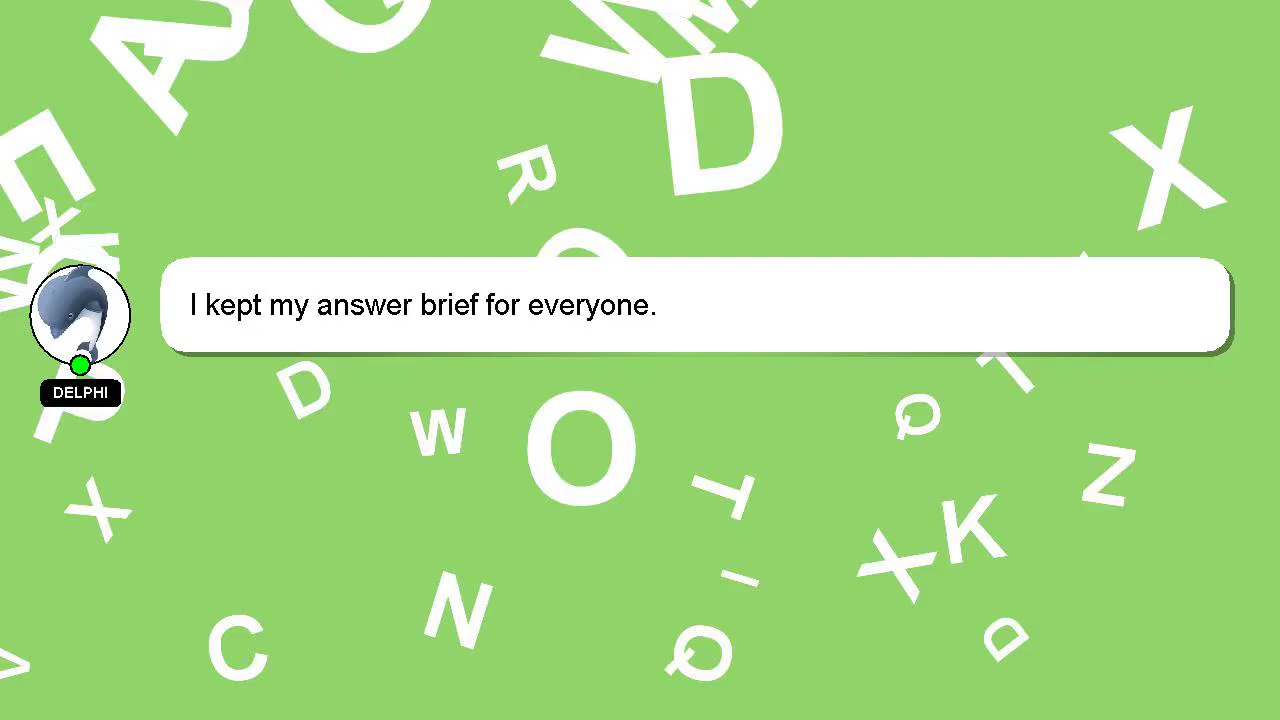 I kept my answer brief for everyone.
DELPHI
A
G
W
M
D
E
R
X
X
W
K
O
D
W
O
T
Q
T
Z
X
K
X
N
I
C
Q
D
V